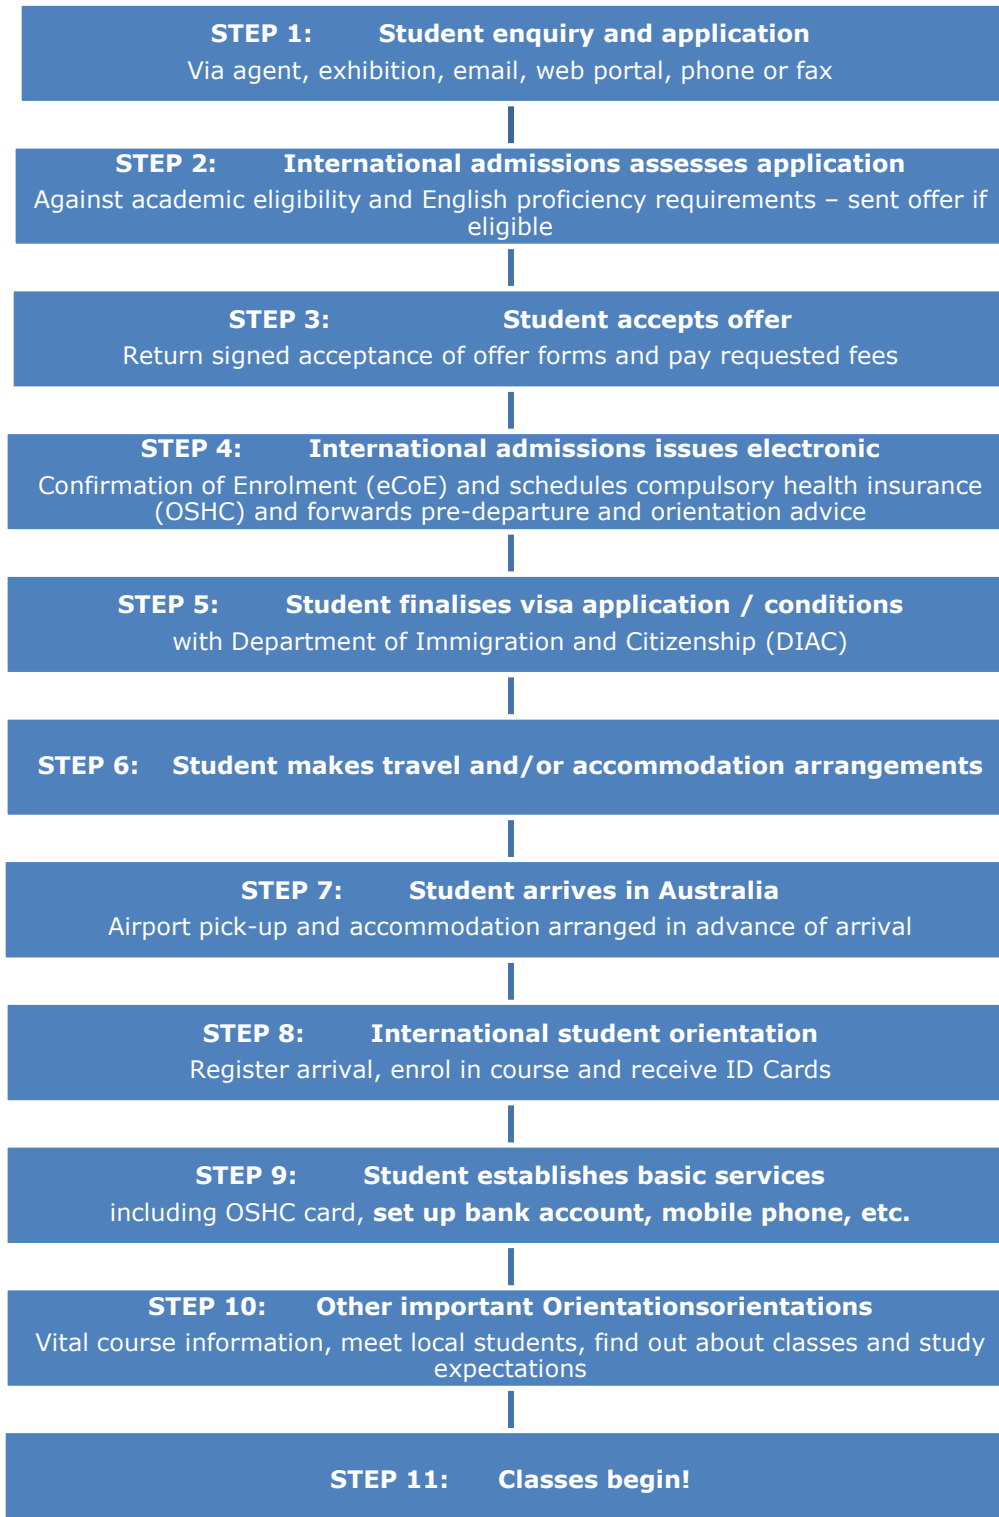 STEP 1: Student enquiry and application
Via agent, exhibition, email, web portal, phone or fax
STEP 2: International admissions assesses application
Against academic eligibility and English proficiency requirements – sent offer if
eligible
STEP 3: Student accepts offer
Return signed acceptance of offer forms and pay requested fees
STEP 4: International admissions issues electronic
Confirmation of Enrolment (eCoE) and schedules compulsory health insurance
(OSHC) and forwards pre-departure and orientation advice
STEP 5: Student finalises visa application / conditions
with Department of Immigration and Citizenship (DIAC)
STEP 6: Student makes travel and/or accommodation arrangements
STEP 7: Student arrives in Australia
Airport pick-up and accommodation arranged in advance of arrival
STEP 8: International student orientation
Register arrival, enrol in course and receive ID Cards
STEP 9: Student establishes basic services
including OSHC card, set up bank account, mobile phone, etc.
STEP 10: Other important Orientationsorientations
Vital course information, meet local students, find out about classes and study
expectations
STEP 11: Classes begin!